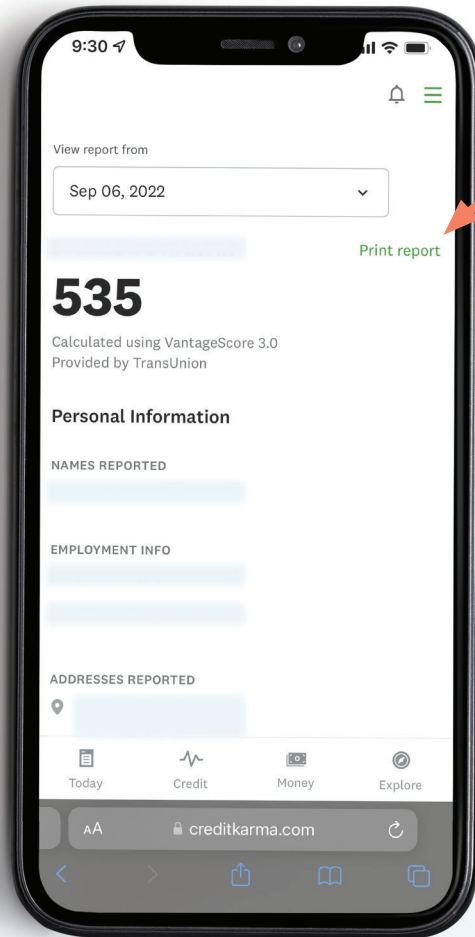 9:30
View report from
Sep 06, 2022
Print report
535
Calculated using VantageScore 3.0
Provided by TransUnion
Personal Information
NAMES REPORTED
EMPLOYMENT INFO
ADDRESSES REPORTED
Today Credit Money Explore
AA creditkarma.com